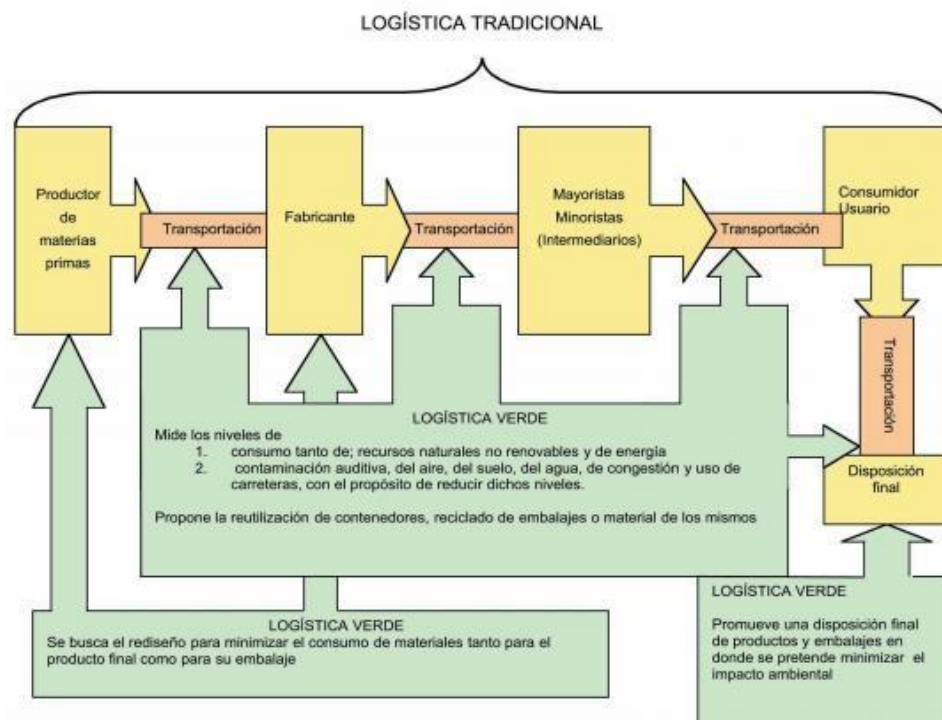 LOGÍSTICA TRADICIONAL
Productor
de
materias
primas
Transportación
Fabricante
Transportación
Mayoristas
Minoristas
(Intermediarios)
Transportación
Consumidor
Usuario
Transportación
Disposición
final
LOGÍSTICA VERDE
Mide los niveles de
1. consumo tanto de; recursos naturales no renovables y de energía
2. contaminación auditiva, del aire, del suelo, del agua, de congestión y uso de
carreteras, con el propósito de reducir dichos niveles.
Propone la reutilización de contenedores, reciclado de embalajes o material de los mismos
LOGÍSTICA VERDE
Se busca el rediseño para minimizar el consumo de materiales tanto para el
producto final como para su embalaje
LOGÍSTICA VERDE
Promueve una disposición final
de productos y embalajes en
donde se pretende minimizar el
impacto ambiental